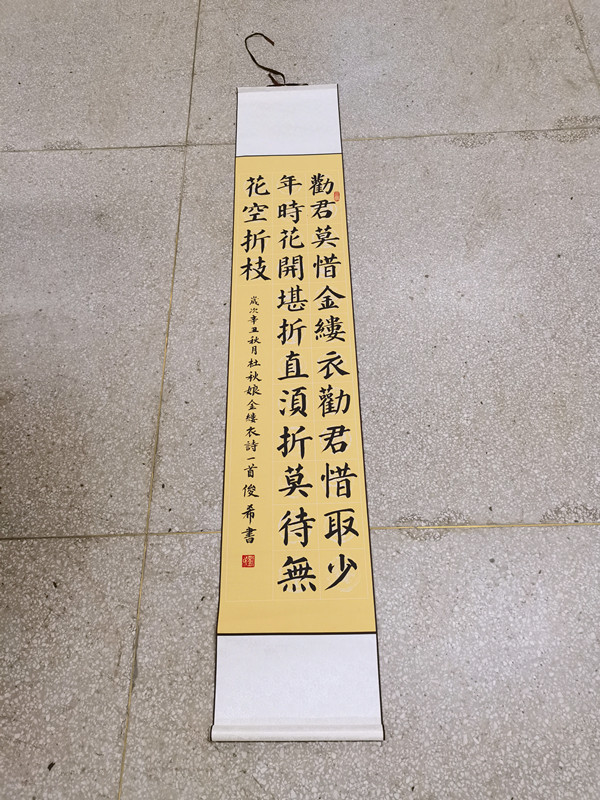 勸君莫惜金縷衣勸君惜取少
年時花開堪折直須折莫待無
花空折枝
歲次辛丑秋月杜秋娘金縷衣詩一首俊希書